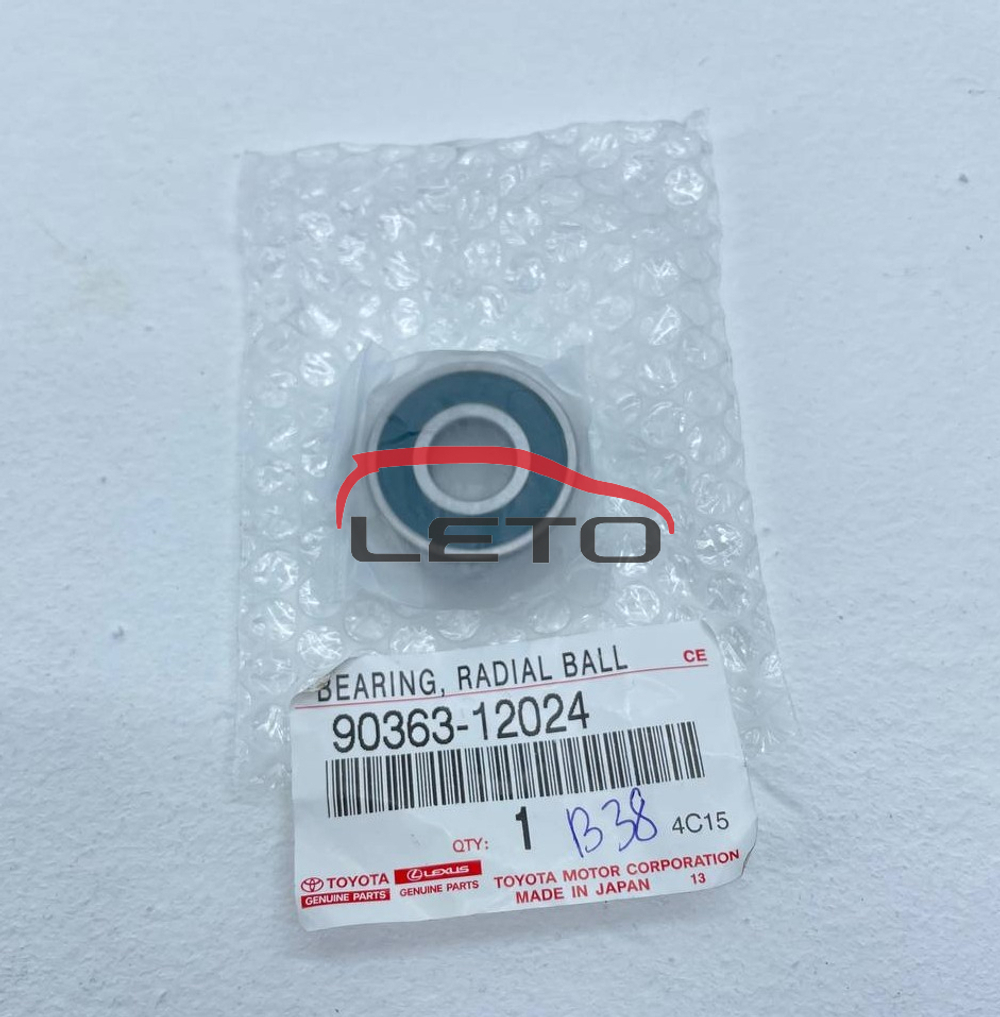 LETO
BEARING, RADIAL BALL
CE
90363-12024
QTY: 1 B38 4C15
TOYOTA
GENUINE PARTS
LEXUS
GENUINE PARTS
TOYOTA MOTOR CORPORATION
MADE IN JAPAN 13